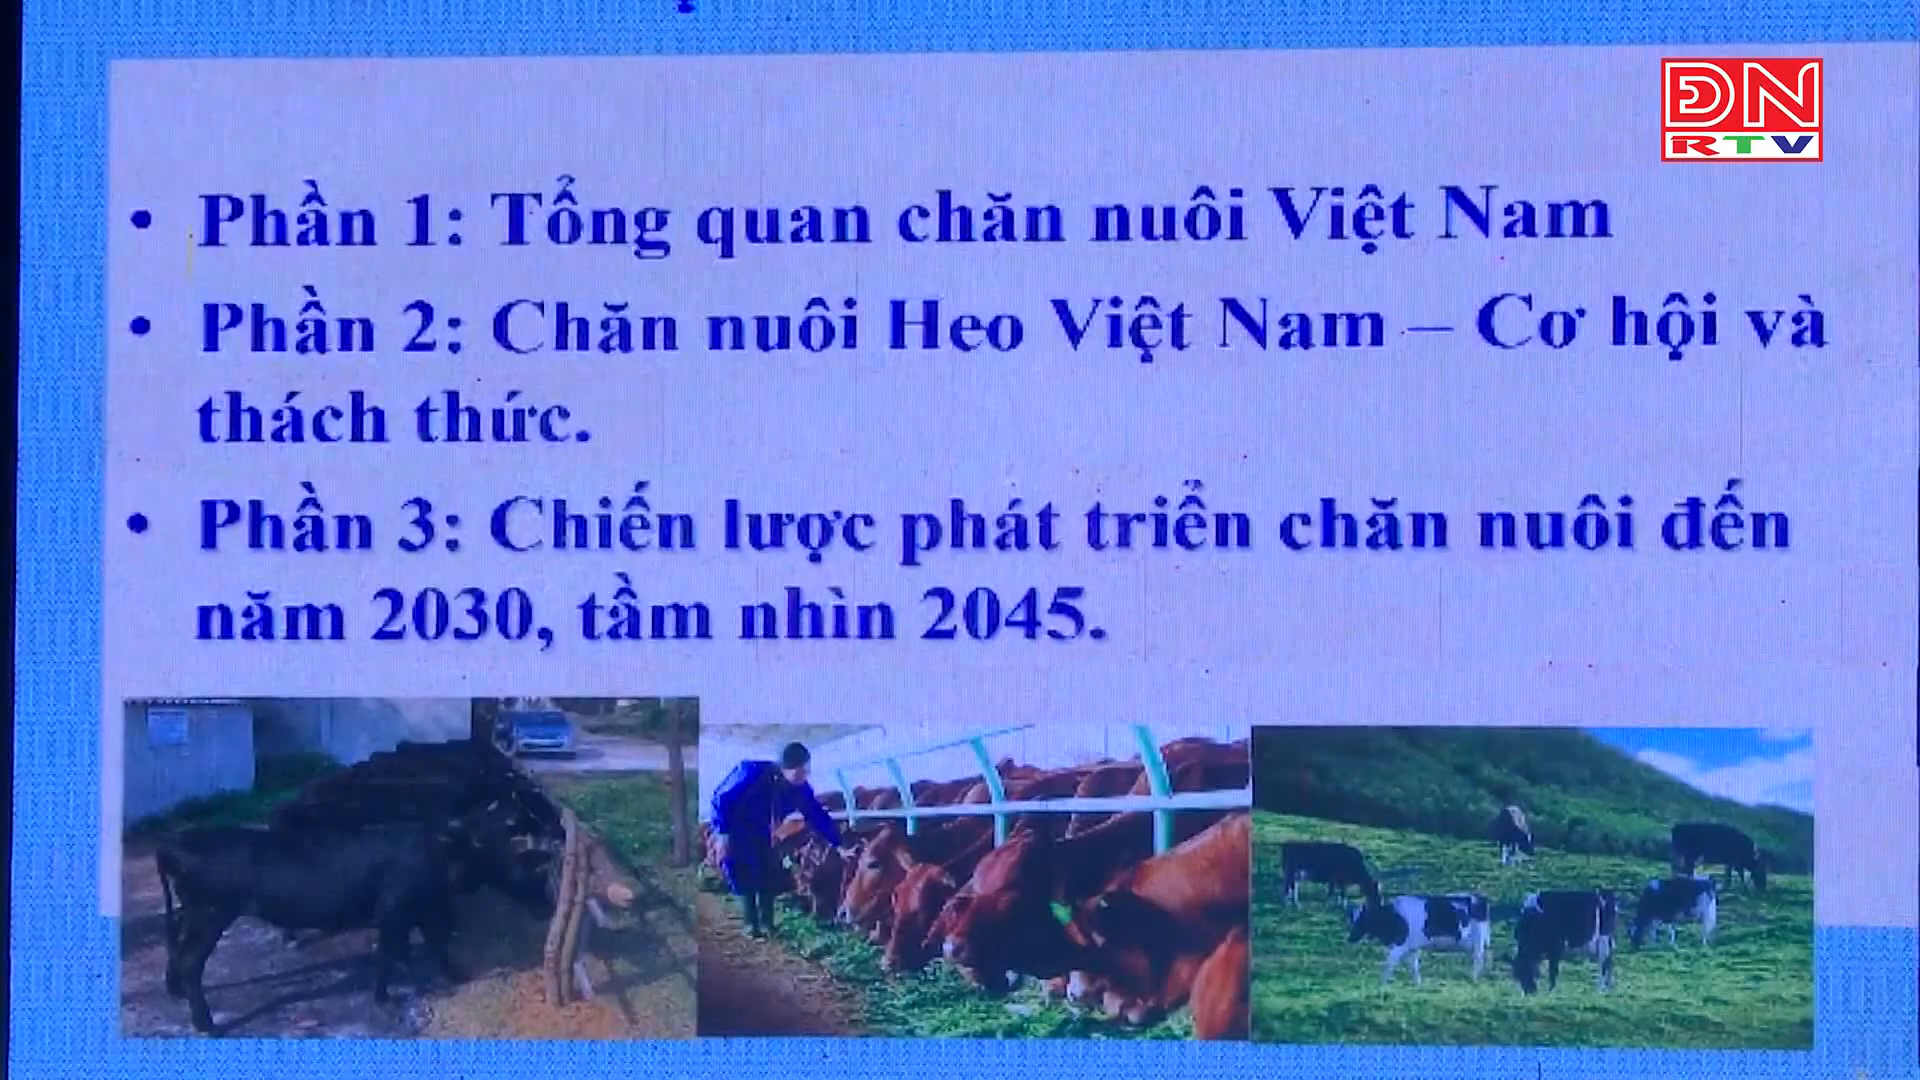 ĐN
RTV
• Phần 1: Tổng quan chăn nuôi Việt Nam
• Phần 2: Chăn nuôi Heo Việt Nam – Cơ hội và
thách thức.
• Phần 3: Chiến lược phát triển chăn nuôi đến
năm 2030, tầm nhìn 2045.